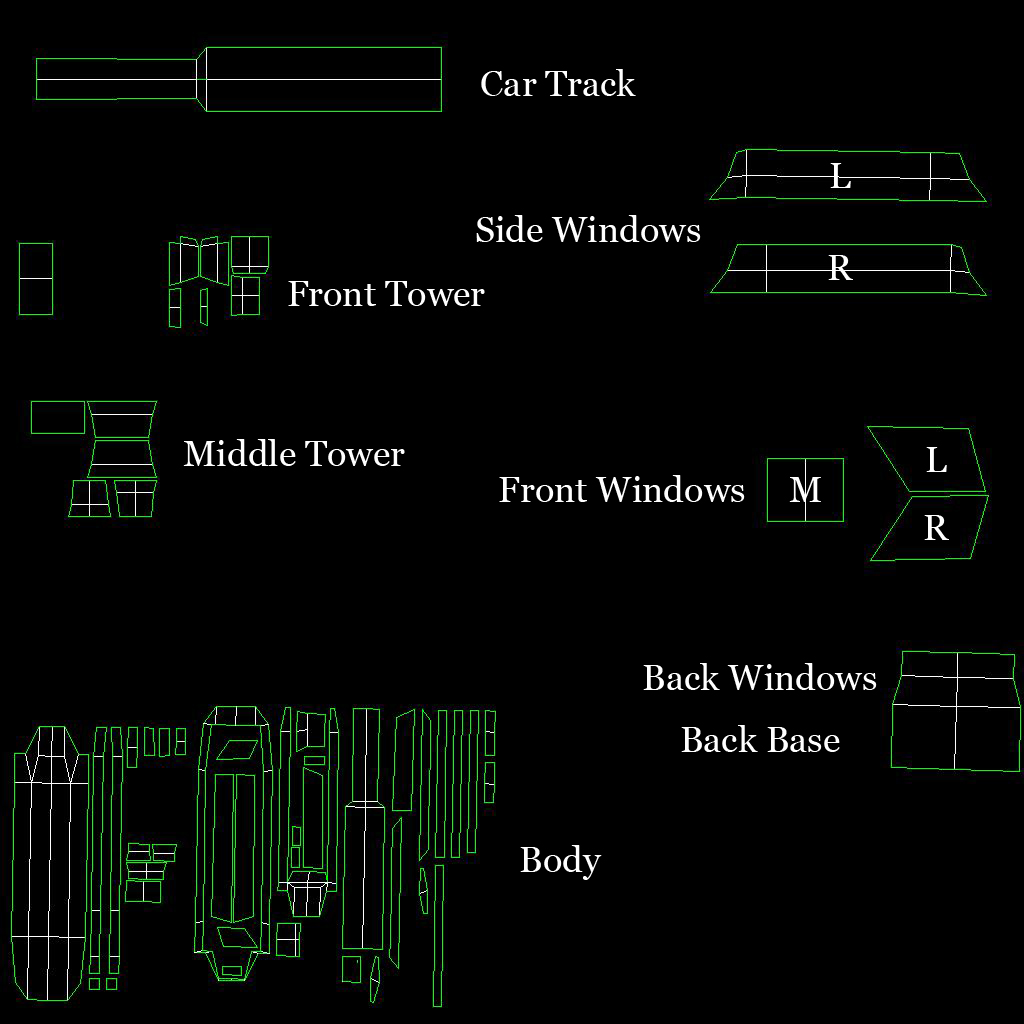 Car Track
L
Side Windows
R
Front Tower
Middle Tower
L
Front Windows
M
R
Back Windows
Back Base
Body